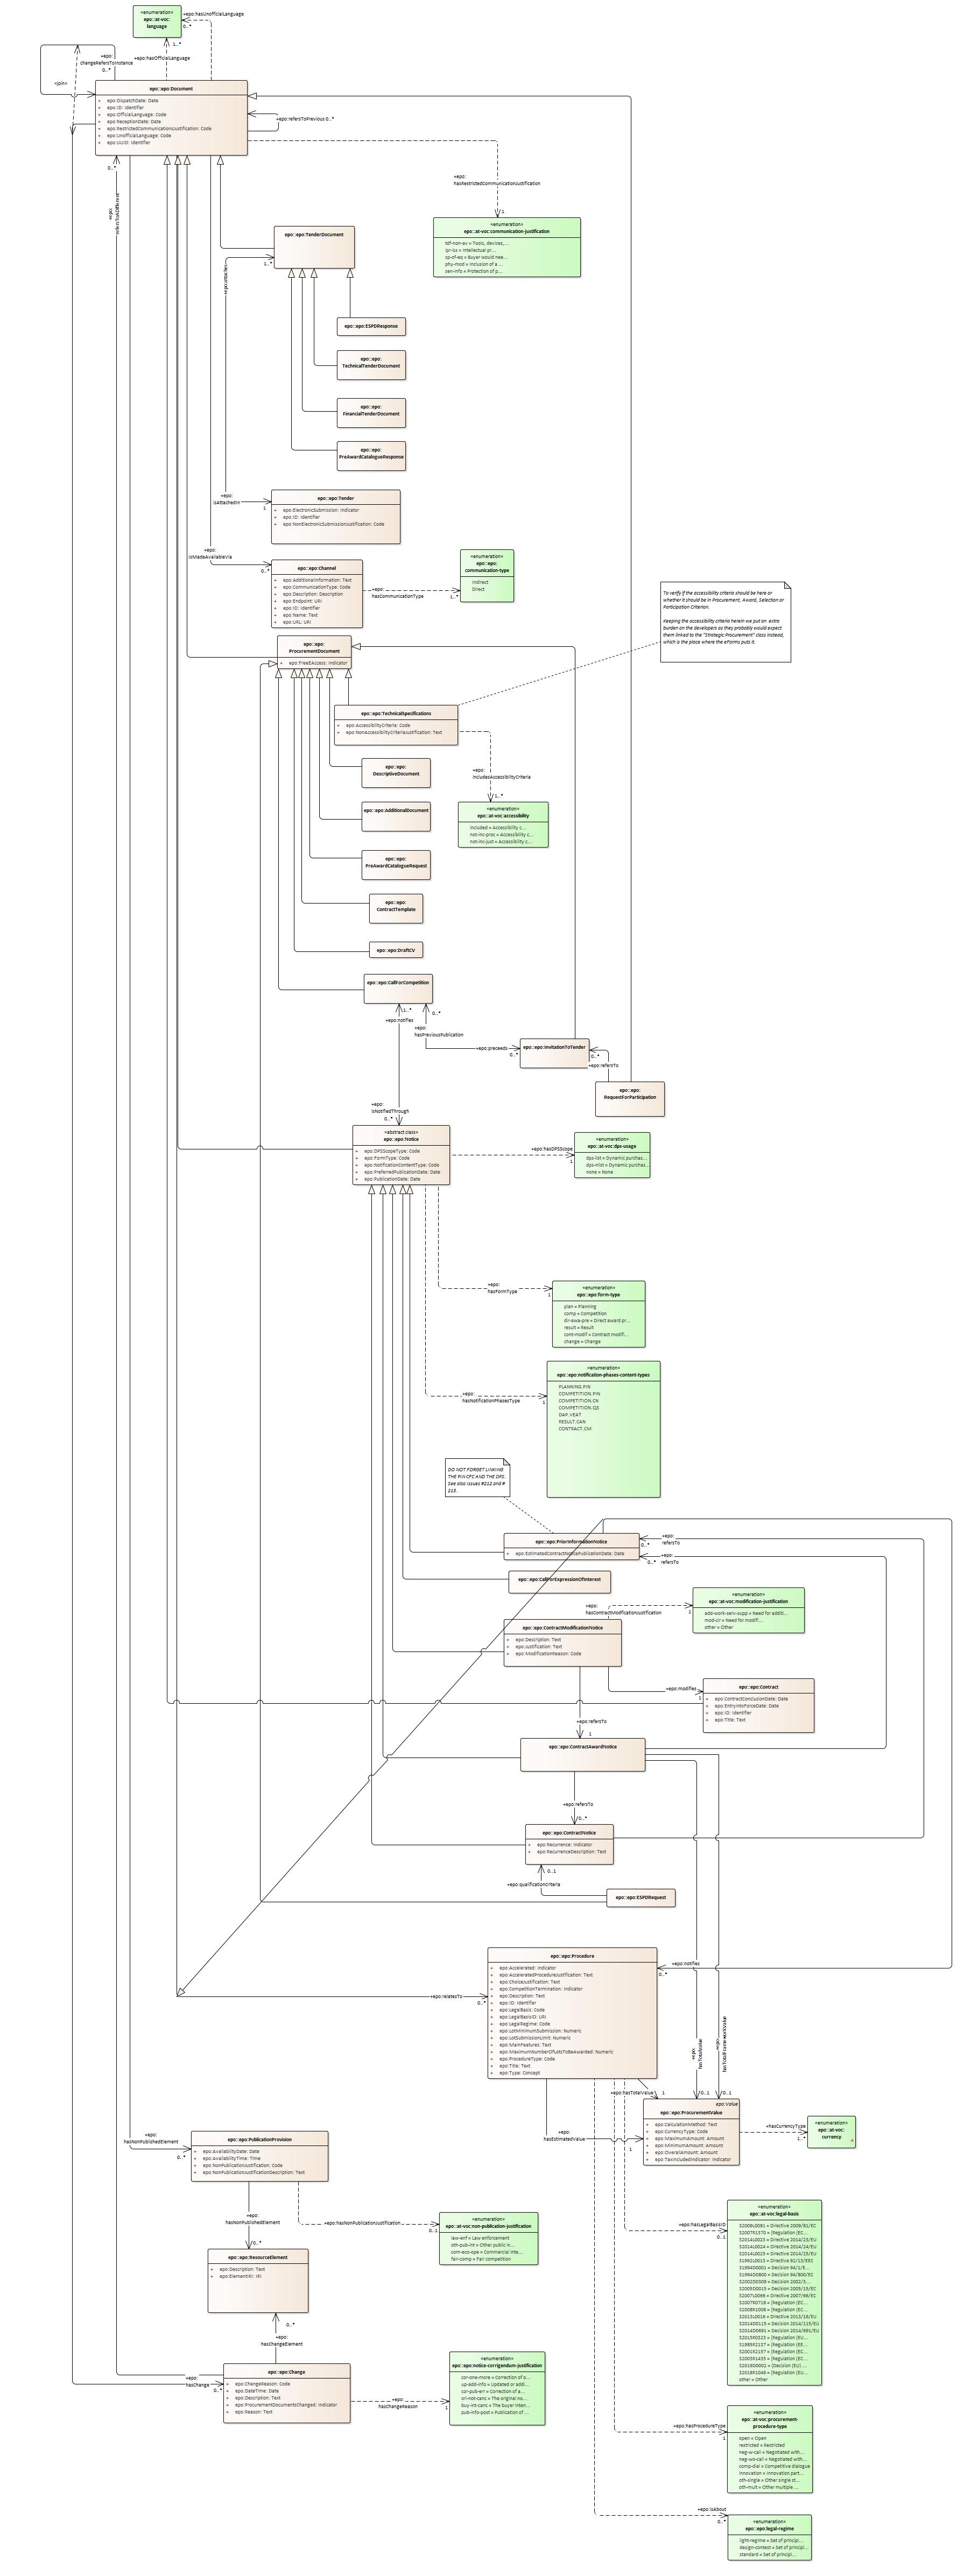 «enumeration»
epo::at-voc:
language
+epo:hasUnofficialLanguage
0..*
1..*
+epo:hasOfficialLanguage
+epo:
changeRefersToInstance
0..*
«join»
epo::epo:Document
+ epo:DispatchDate: Date
+ epo:ID: Identifier
+ epo:OfficialLanguage: Code
+ epo:ReceptionDate: Date
+ epo:RestrictedCommunicationsJustification: Code
+ epo:UnofficialLanguage: Code
+ epo:UUID: Identifier
+epo:refersToPrevious 0..*
0..*
+epo:
hasRestrictedCommunicationJustification
1
«enumeration»
epo::at-voc:communication-justification
tdf-non-av = Tools, devices,...
ipr-iss = Intellectual pr...
sp-of-eq = Buyer would nee...
phy-mod = Inclusion of a ...
sen-info = Protection of p...
epo::epo:TenderDocument
1..*
epo::epo:ESPDResponse
epo::epo:
TechnicalTenderDocument
epo::epo:
FinancialTenderDocument
epo::epo:
PreAwardCatalogueResponse
+epo:
isAttachedIn
1
epo::epo:Tender
+ epo:ElectronicSubmission: Indicator
+ epo:ID: Identifier
+ epo:NonElectronicSubmissionJustification: Code
+epo:
isMadeAvailableVia
0..*
epo::epo:Channel
+ epo:AdditionalInformation: Text
+ epo:CommunicationType: Code
+ epo:Description: Description
+ epo:Endpoint: URI
+ epo:ID: Identifier
+ epo:Name: Text
+ epo:URL: URI
+epo:
hasCommunicationType
1..*
«enumeration»
epo::epo:
communication-type
Indirect
Direct
To verify if the accessibility criteria should be here or
whether it should be in Procurement, Award, Selection or
Participation Criterion.
Keeping the accessibility criteria herein we put an extra
burden on the developers as they probably would expect
them linked to the "Strategic Procurement" class instead,
which is the place where the eForms puts it.
epo::epo:
ProcurementDocument
+ epo:FreeEAccess: Indicator
epo::epo:TechnicalSpecifications
+ epo:AccessibilityCriteria: Code
+ epo:NonAccessibilityCriteriaJustification: Text
epo::epo:
DescriptiveDocument
+epo:
includesAccessibilityCriteria
1..*
«enumeration»
epo::at-voc:accessibility
included = Accessibility c...
not-inc-proc = Accessibility c...
not-inc-just = Accessibility c...
epo::epo:AdditionalDocument
epo::epo:
PreAwardCatalogueRequest
epo::epo:
ContractTemplate
epo::epo:DraftCV
epo::epo:CallForCompetition
1..*
+epo:notifies
0..*
+epo:
hasPreviousPublication
+epo:preceeds
0..*
epo::epo:InvitationToTender
0..*
+epo:refersTo
epo::epo:
RequestForParticipation
+epo:
isNotifiedThrough
0..*
«abstract class»
epo::epo:Notice
+ epo:DPSScopeType: Code
+ epo:FormType: Code
+ epo:NotificationContentType: Code
+ epo:PreferredPublicationDate: Date
+ epo:PublicationDate: Date
+epo:hasDPSScope
1
«enumeration»
epo::at-voc:dps-usage
dps-list = Dynamic purchas...
dps-nlist = Dynamic purchas...
none = None
+epo:
hasFormType
1
«enumeration»
epo::epo:form-type
plan = Planning
comp = Competition
dir-awa-pre = Direct award pr...
result = Result
cont-modif = Contract modifi...
change = Change
+epo:
hasNotificationPhasesType
1
«enumeration»
epo::epo:notification-phases-content-types
PLANNING.PIN
COMPETITION.PIN
COMPETITION.CN
COMPETITION.QS
DAP.VEAT
RESULT.CAN
CONTRACT.CM
DO NOT FORGET LINKING
THE PIN CFC AND THE DPS.
See also issues #212 and #
213.
epo::epo:PriorInformationNotice
+ epo:EstimatedContractNoticePublicationDate: Date
+epo:
refersTo
0..*
+epo:
refersTo
0..*
epo::epo:CallForExpressionOfInterest
+epo:
hasContractModificationJustification
1
«enumeration»
epo::at-voc:modification-justification
add-work-serv-supp = Need for addit...
mod-cir = Need for modifi...
other = Other
epo::epo:ContractModificationNotice
+ epo:Description: Text
+ epo:Justification: Text
+ epo:ModificationReason: Code
+epo:modifies
1
epo::epo:Contract
+ epo:ContractConclusionDate: Date
+ epo:EntryIntoForceDate: Date
+ epo:ID: Identifier
+ epo:Title: Text
+epo:refersTo
1
epo::epo:ContractAwardNotice
+epo:refersTo
0..*
epo::epo:ContractNotice
+ epo:Recurrence: Indicator
+ epo:RecurrenceDescription: Text
0..1
+epo:qualificationCriteria
epo::epo:ESPDRequest
epo::epo:Procedure
+ epo:Accelerated: Indicator
+ epo:AcceleratedProcedureJustification: Text
+ epo:ChoiceJustification: Text
+ epo:CompetitionTermination: Indicator
+ epo:Description: Text
+ epo:ID: Identifier
+ epo:LegalBasis: Code
+ epo:LegalBasisID: URI
+ epo:LegalRegime: Code
+ epo:LotMinimumSubmission: Numeric
+ epo:LotSubmissionLimit: Numeric
+ epo:MainFeatures: Text
+ epo:MaximumNumberOfLotsToBeAwarded: Numeric
+ epo:ProcedureType: Code
+ epo:Title: Text
+ epo:Type: Concept
+epo:notifies
0..*
+epo:relatesTo
0..*
+epo:
hasTotalValue
+epo:
hasTotalFrameworkValue
0..1
0..1
+epo:hasTotalValue
1
epo:Value
epo::epo:ProcurementValue
+ epo:CalculationMethod: Text
+ epo:CurrencyType: Code
+ epo:MaximumAmount: Amount
+ epo:MinimumAmount: Amount
+ epo:OverallAmount: Amount
+ epo:TaxIncludedIndicator: Indicator
+epo:
hasEstimatedValue
1
+epo:hasCurrencyType
1..*
«enumeration»
epo::at-voc:
currency
+epo:
hasNonPublishedElement
0..*
epo::epo:PublicationProvision
+ epo:AvailabilityDate: Date
+ epo:AvailabilityTime: Time
+ epo:NonPublicationJustification: Code
+ epo:NonPublicationJustificationDescription: Text
+epo:
hasNonPublishedElement
0..*
+epo:hasNonPublicationJustification
0..1
«enumeration»
epo::at-voc:non-publication-justification
law-enf = Law enforcement
oth-pub-int = Other public in...
com-eco-ope = Commercial inte...
fair-comp = Fair competition
+epo:hasLegalBasisID
0..1
«enumeration»
epo::at-voc:legal-basis
32009L0081 = Directive 2009/81/EC
32007R1370 = [Regulation (EC...
32014L0023 = Directive 2014/23/EU
32014L0024 = Directive 2014/24/EU
32014L0025 = Directive 2014/25/EU
31992L0013 = Directive 92/13/EEC
31994D0001 = Decision 94/1/E...
31994D0800 = Decision 94/800/EC
32002D0309 = Decision 2002/3...
32005D0015 = Decision 2005/15/EC
32007L0066 = Directive 2007/66/EC
32007R0718 = [Regulation (EC...
32008R1008 = [Regulation (EC...
32013L0016 = Directive 2013/16/EU
32014D0115 = Decision 2014/115/EU
32014D0691 = Decision 2014/691/EU
32015R0323 = [Regulation (EU...
31985R2137 = [Regulation (EE...
32001R2157 = [Regulation (EC...
32003R1435 = [Regulation (EC...
32016D0002 = [Decision (EU) ...
32018R1046 = [Regulation (EU...
other = Other
epo::epo:ResourceElement
+ epo:Description: Text
+ epo:ElementIRI: IRI
0..*
+epo:
hasChangeElement
+epo:
hasChange
0..*
epo::epo:Change
+ epo:ChangeReason: Code
+ epo:DateTime: Date
+ epo:Description: Text
+ epo:ProcurementDocumentsChanged: Indicator
+ epo:Reason: Text
+epo:
hasChangeReason
1
«enumeration»
epo::epo:notice-corrigendum-justification
cor-one-more = Correction of o...
up-add-info = Updated or addi...
cor-pub-err = Correction of a...
ori-not-canc = The original no...
buy-int-canc = The buyer inten...
pub-info-post = Publication of ...
+epo:hasProcedureType
1
«enumeration»
epo::at-voc:procurement-
procedure-type
open = Open
restricted = Restricted
neg-w-call = Negotiated with...
neg-wo-call = Negotiated with...
comp-dial = Competitive dialogue
innovation = Innovation part...
oth-single = Other single st...
oth-mult = Other multiple ...
+epo:isAbout
0..*
«enumeration»
epo::epo:legal-regime
light-regime = Set of principl...
design-contest = Set of principl...
standard = Set of principl...